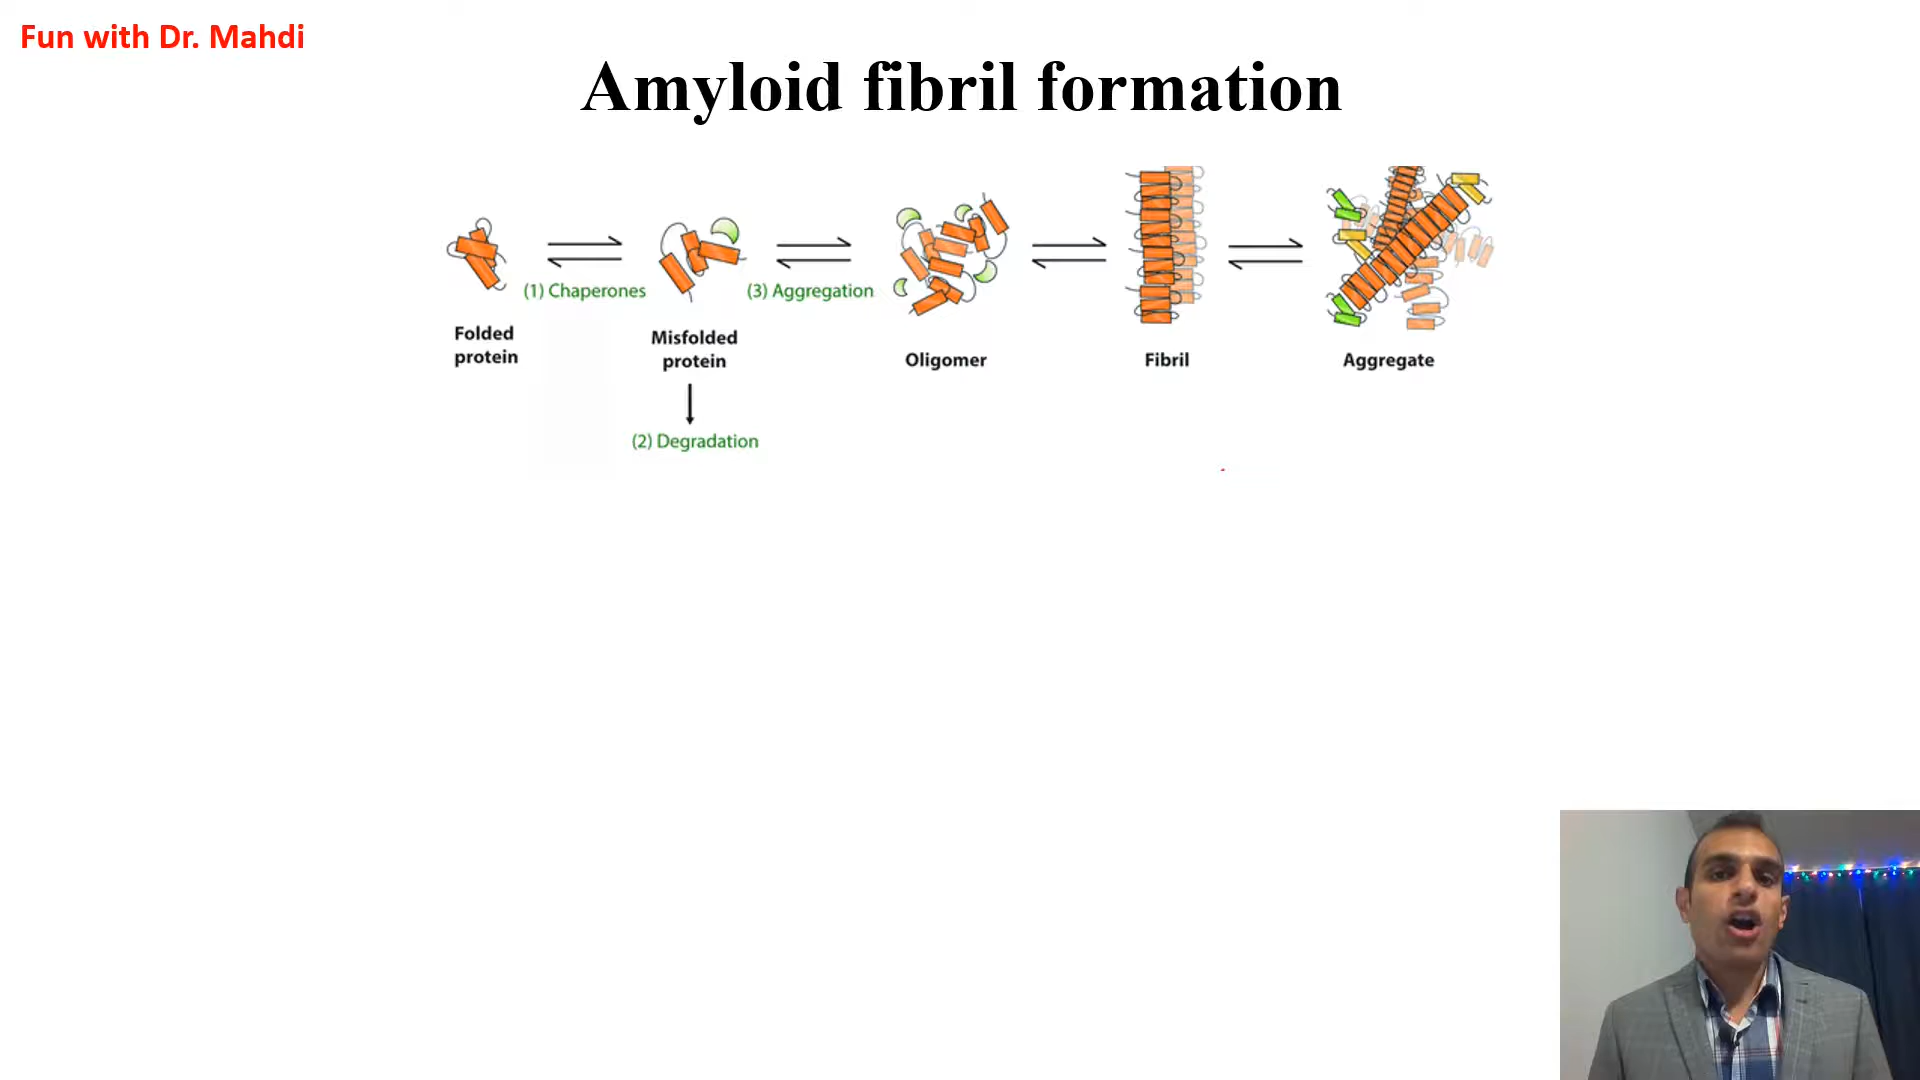 Fun with Dr. Mahdi
Amyloid fibril formation
(1) Chaperones
(3) Aggregation
Folded
protein
Misfolded
protein
Oligomer
Fibril
Aggregate
(2) Degradation